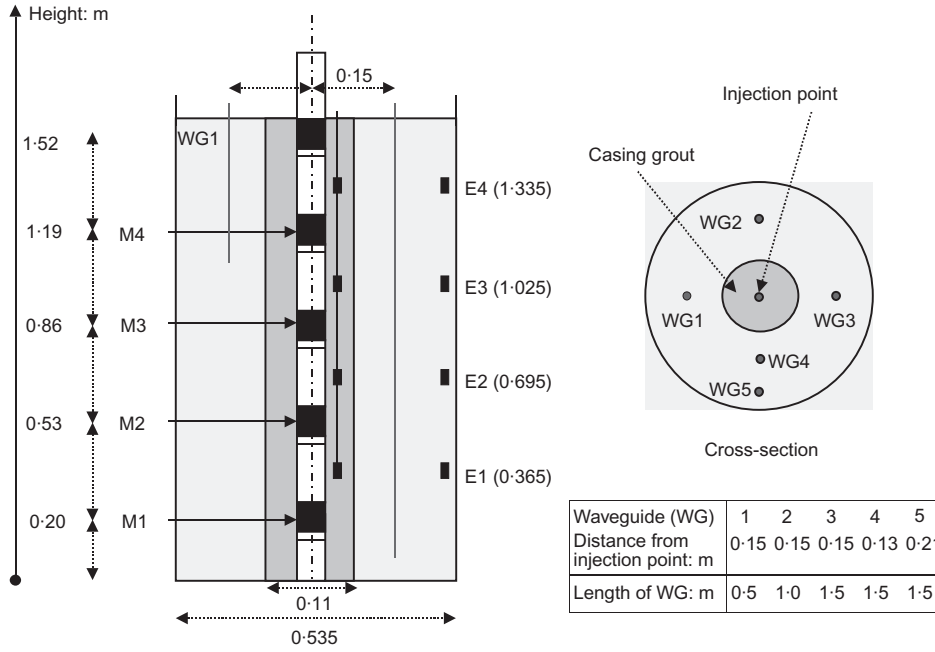 Height: m
0·15
WG1
1·52
E4 (1·335)
1·19
M4
E3 (1·025)
0·86
M3
E2 (0·695)
0·53
M2
E1 (0·365)
0·20
M1
0·11
0·535
Injection point
Casing grout
WG2
WG1
WG3
WG4
WG5
Cross-section
Waveguide (WG) 1 2 3 4 5
Distance from
injection point: m 0·15 0·15 0·15 0·13 0·21
Length of WG: m 0·5 1·0 1·5 1·5 1·5